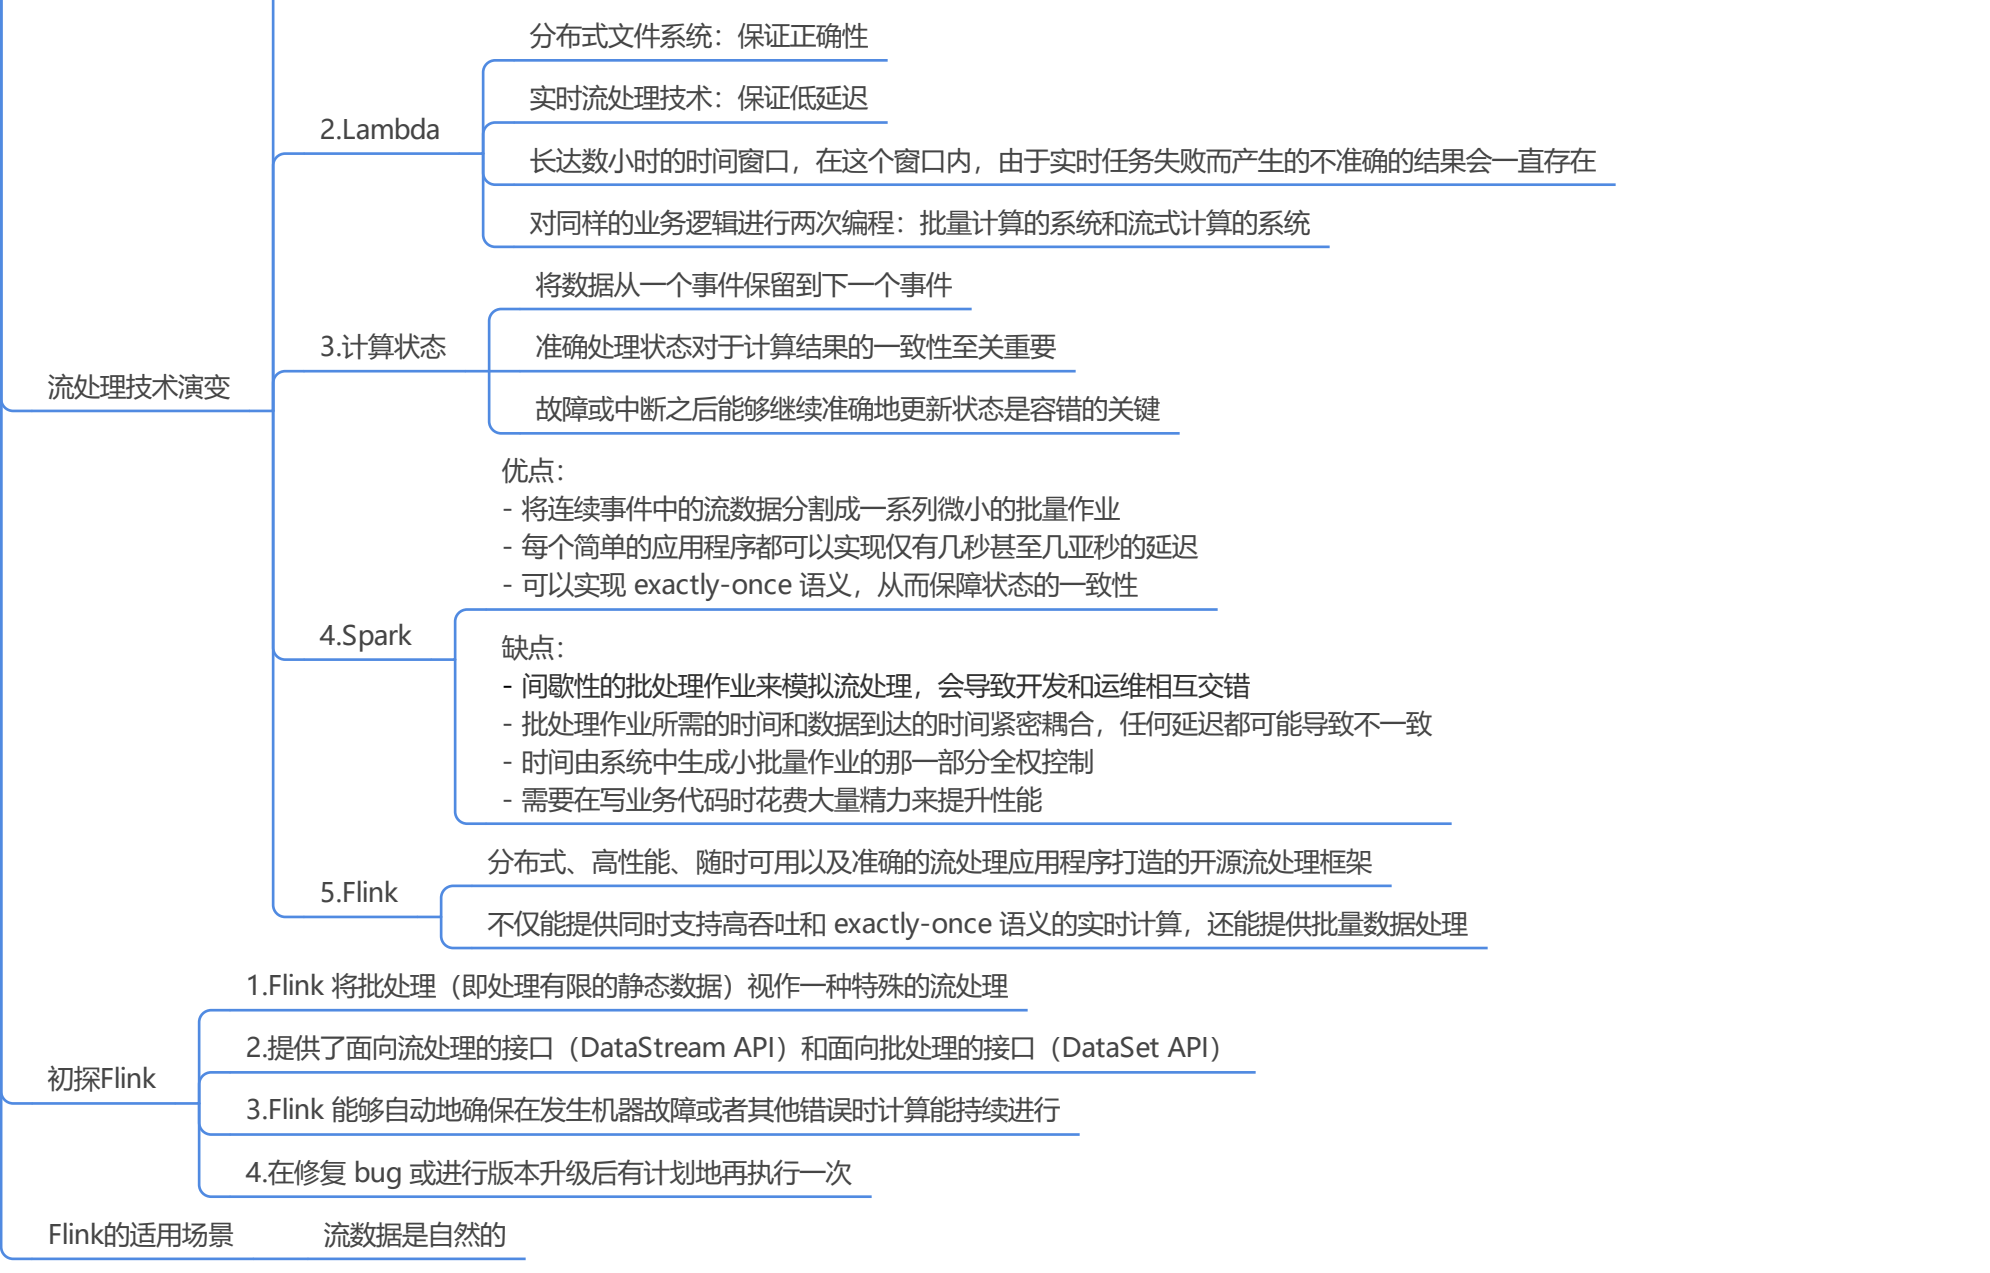 流处理技术演变
2.Lambda
分布式文件系统：保证正确性
实时流处理技术：保证低延迟
长达数小时的时间窗口，在这个窗口内，由于实时任务失败而产生的不准确的结果会一直存在
对同样的业务逻辑进行两次编程：批量计算的系统和流式计算的系统
3.计算状态
将数据从一个事件保留到下一个事件
准确处理状态对于计算结果的一致性至关重要
故障或中断之后能够继续准确地更新状态是容错的关键
4.Spark
优点：
- 将连续事件中的流数据分割成一系列微小的批量作业
- 每个简单的应用程序都可以实现仅有几秒甚至几亚秒的延迟
- 可以实现 exactly-once 语义，从而保障状态的一致性
缺点：
- 间歇性的批处理作业来模拟流处理，会导致开发和运维相互交错
- 批处理作业所需的时间和数据到达的时间紧密耦合，任何延迟都可能导致不一致
- 时间由系统中生成小批量作业的那一部分全权控制
- 需要在写业务代码时花费大量精力来提升性能
5.Flink
分布式、高性能、随时可用以及准确的流处理应用程序打造的开源流处理框架
不仅能提供同时支持高吞吐和 exactly-once 语义的实时计算，还能提供批量数据处理
初探Flink
1.Flink 将批处理（即处理有限的静态数据）视作一种特殊的流处理
2.提供了面向流处理的接口（DataStream API）和面向批处理的接口（DataSet API）
3.Flink 能够自动地确保在发生机器故障或者其他错误时计算能持续进行
4.在修复 bug 或进行版本升级后有计划地再执行一次
Flink的适用场景
流数据是自然的